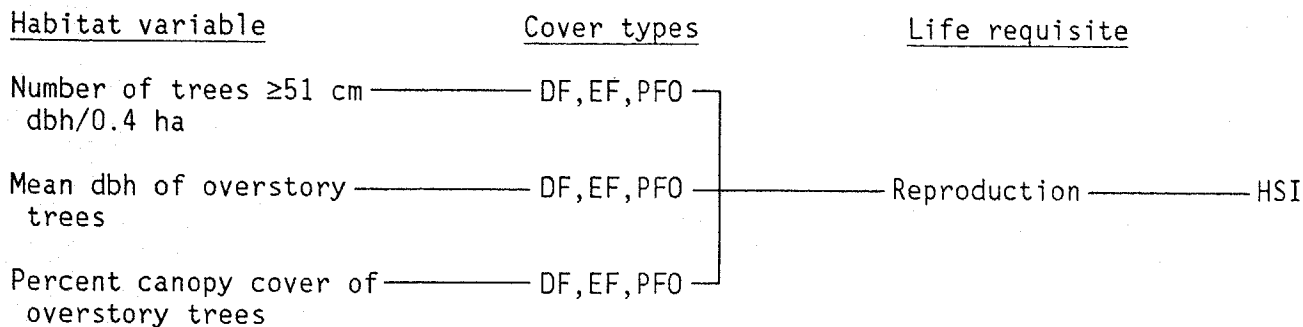 Habitat variable Cover types Life requisite
Number of trees ≥51 cm DF,EF,PFO
dbh/0.4 ha
Mean dbh of overstory DF,EF,PFO Reproduction HSI
trees
Percent canopy cover of DF,EF,PFO
overstory trees